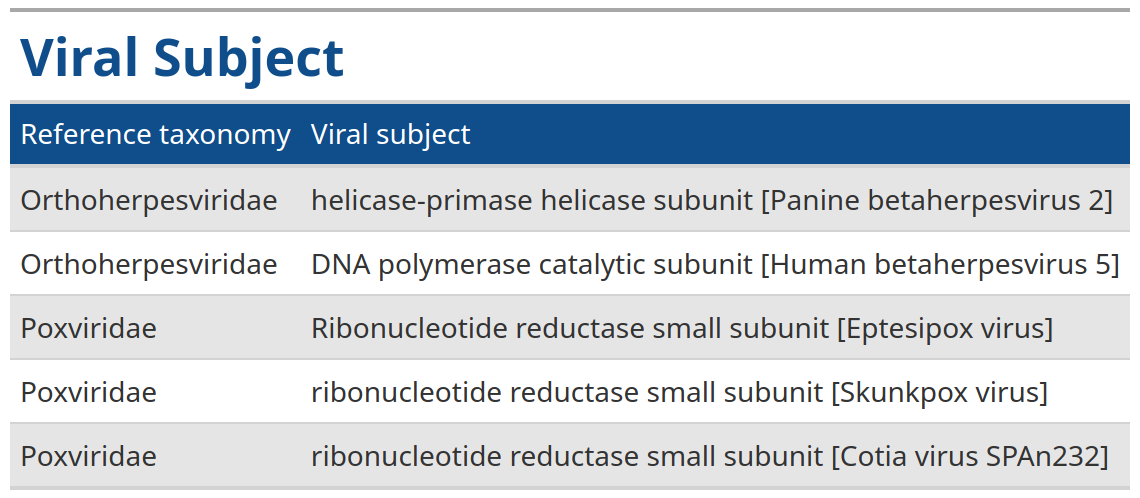 Viral Subject
Reference taxonomy Viral subject
Orthoherpesviridae helicase-primase helicase subunit [Panine betaherpesvirus 2]
Orthoherpesviridae DNA polymerase catalytic subunit [Human betaherpesvirus 5]
Poxviridae Ribonucleotide reductase small subunit [Eptesipox virus]
Poxviridae ribonucleotide reductase small subunit [Skunkpox virus]
Poxviridae ribonucleotide reductase small subunit [Cotia virus SPAn232]